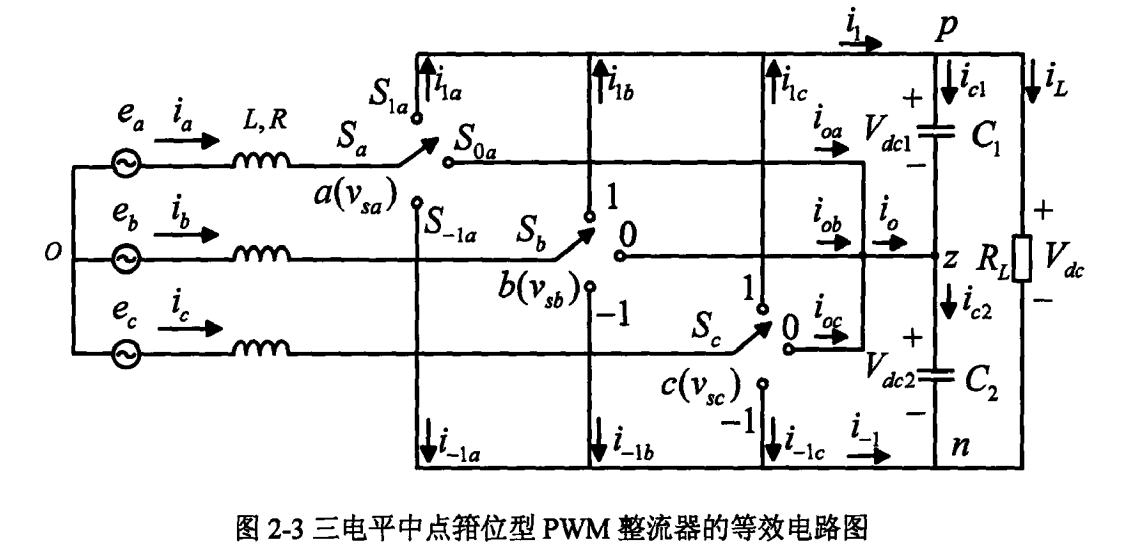 i_1 p
i_{1a} i_{1b} i_{1c} i_{c1} i_L
S_{1a}
e_a i_a L, R S_a S_{0a} i_{oa} + V_{dc1} − C_1
a(v_{sa})
S_{-1a}
e_b i_b S_b 1 0 i_{ob} i_o z R_L + V_{dc} −
o
b(v_{sb}) −1
e_c i_c S_c 1 0 i_{oc} i_{c2}
c(v_{sc}) −1 + V_{dc2} − C_2
i_{-1a} i_{-1b} i_{-1c} i_{-1} n
图 2-3 三电平中点箝位型 PWM 整流器的等效电路图